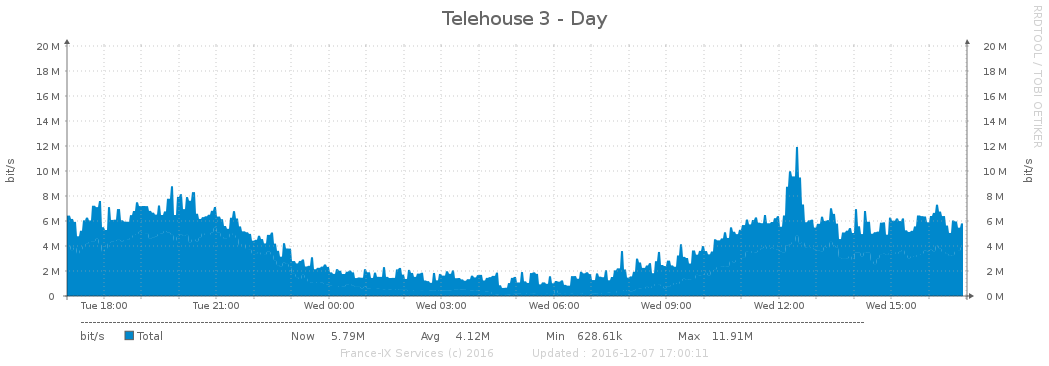 Telehouse 3 - Day
RRDTOOL / TOBI OETIKER
20 M 20 M
18 M 18 M
16 M 16 M
14 M 14 M
12 M 12 M
10 M 10 M
8 M 8 M
6 M 6 M
4 M 4 M
2 M 2 M
0 0 M
bit/s bit/s
Tue 18:00 Tue 21:00 Wed 00:00 Wed 03:00 Wed 06:00 Wed 09:00 Wed 12:00 Wed 15:00
bit/s Total Now 5.79M Avg 4.12M Min 628.61k Max 11.91M
France-IX Services (c) 2016 Updated : 2016-12-07 17:00:11